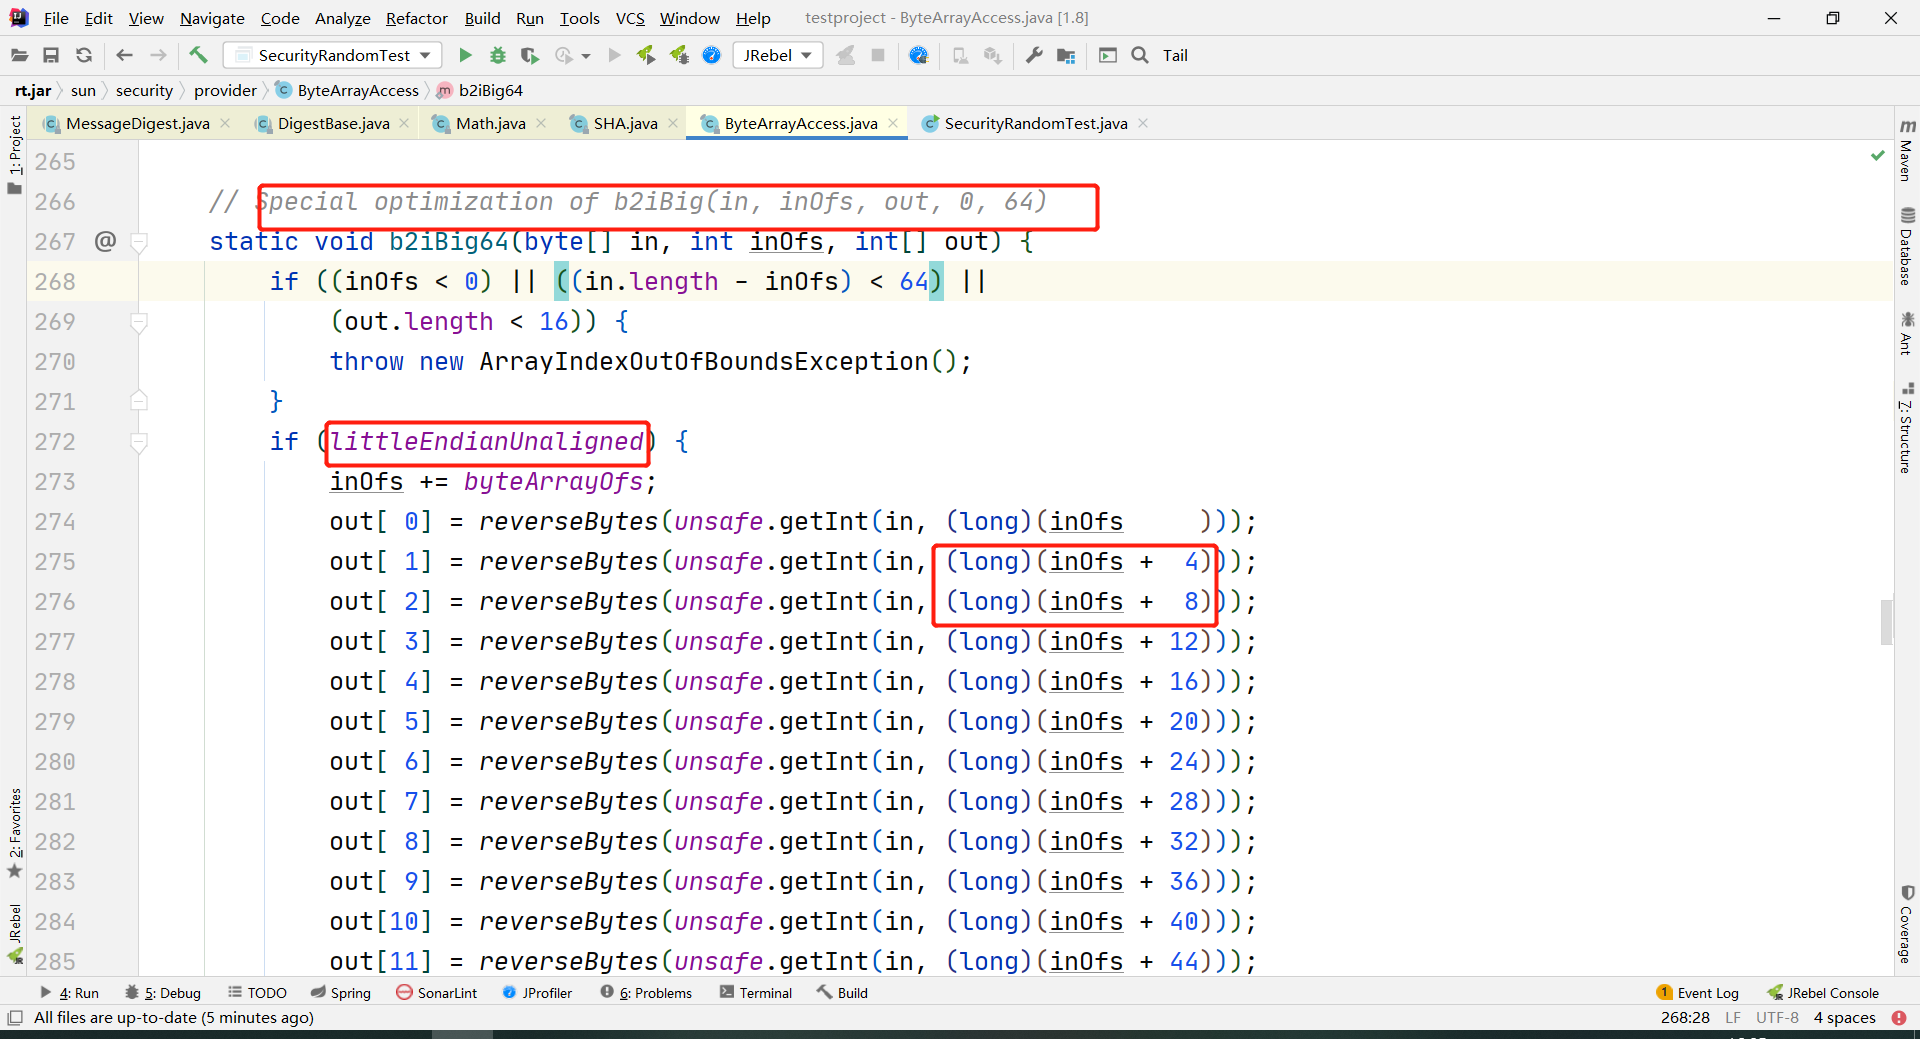 File Edit View Navigate Code Analyze Refactor Build Run Tools VCS Window Help testproject - ByteArrayAccess.java [1.8]
SecurityRandomTest JRebel Tail
rt.jar sun security provider ByteArrayAccess b2iBig64
MessageDigest.java DigestBase.java Math.java SHA.java ByteArrayAccess.java SecurityRandomTest.java
265
266 // Special optimization of b2iBig(in, inOfs, out, 0, 64)
267 @ static void b2iBig64(byte[] in, int inOfs, int[] out) {
268 if ((inOfs < 0) || ((in.length - inOfs) < 64) ||
269 (out.length < 16)) {
270 throw new ArrayIndexOutOfBoundsException();
271 }
272 if (littleEndianUnaligned) {
273 inOfs += byteArrayOfs;
274 out[ 0] = reverseBytes(unsafe.getInt(in, (long)(inOfs     )));
275 out[ 1] = reverseBytes(unsafe.getInt(in, (long)(inOfs +  4)));
276 out[ 2] = reverseBytes(unsafe.getInt(in, (long)(inOfs +  8)));
277 out[ 3] = reverseBytes(unsafe.getInt(in, (long)(inOfs + 12)));
278 out[ 4] = reverseBytes(unsafe.getInt(in, (long)(inOfs + 16)));
279 out[ 5] = reverseBytes(unsafe.getInt(in, (long)(inOfs + 20)));
280 out[ 6] = reverseBytes(unsafe.getInt(in, (long)(inOfs + 24)));
281 out[ 7] = reverseBytes(unsafe.getInt(in, (long)(inOfs + 28)));
282 out[ 8] = reverseBytes(unsafe.getInt(in, (long)(inOfs + 32)));
283 out[ 9] = reverseBytes(unsafe.getInt(in, (long)(inOfs + 36)));
284 out[10] = reverseBytes(unsafe.getInt(in, (long)(inOfs + 40)));
285 out[11] = reverseBytes(unsafe.getInt(in, (long)(inOfs + 44)));
1: Project
2: Favorites
JRebel
Maven
Database
Ant
7: Structure
Coverage
4: Run 5: Debug TODO Spring SonarLint JProfiler 6: Problems Terminal Build 1 Event Log JRebel Console
All files are up-to-date (5 minutes ago) 268:28 LF UTF-8 4 spaces